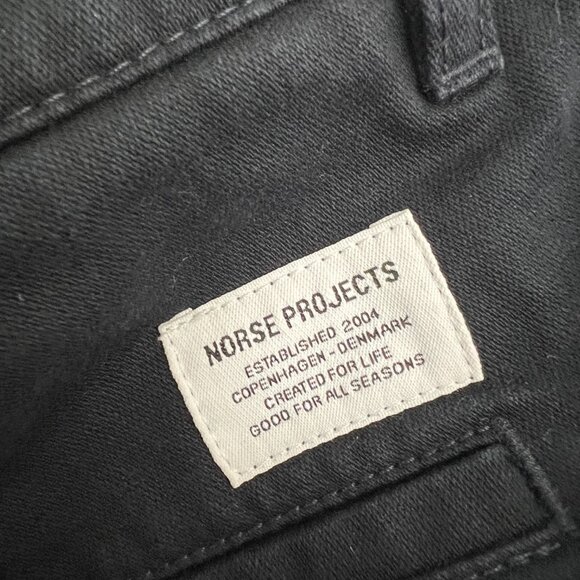 NORSE PROJECTS
ESTABLISHED 2004
COPENHAGEN - DENMARK
CREATED FOR LIFE
GOOD FOR ALL SEASONS